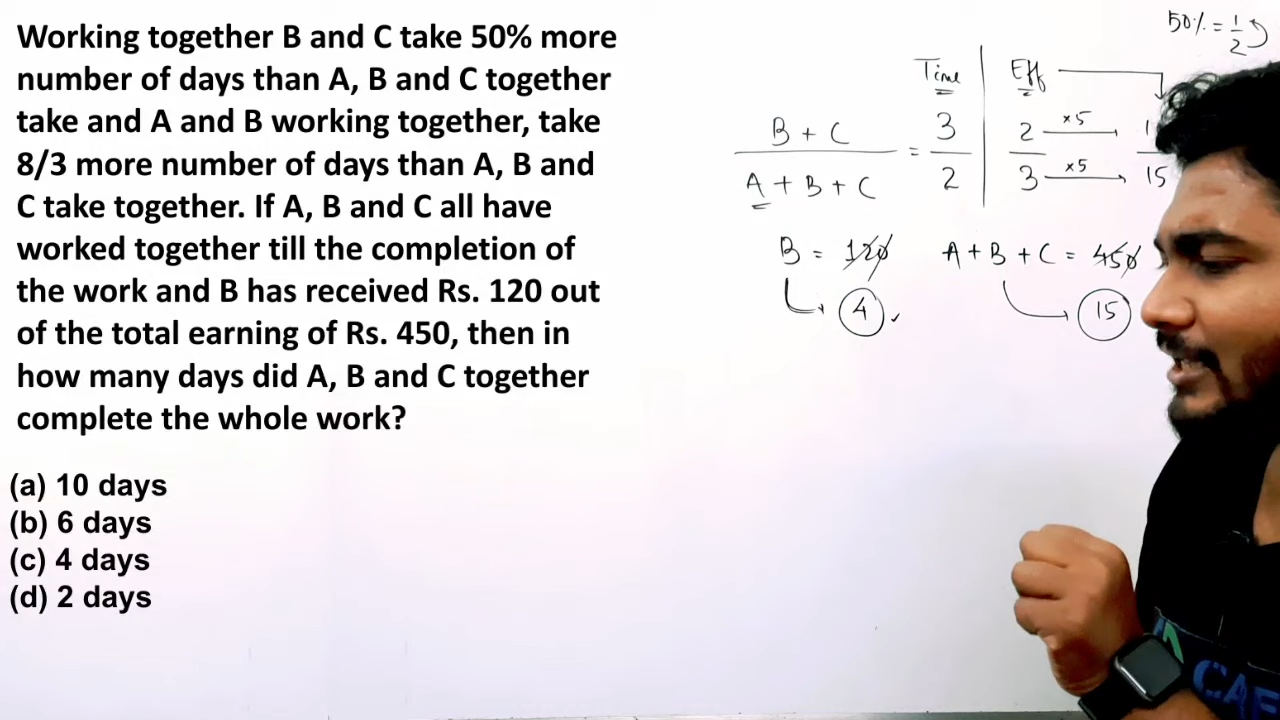 Working together B and C take 50% more
number of days than A, B and C together
take and A and B working together, take
8/3 more number of days than A, B and
C take together. If A, B and C all have
worked together till the completion of
the work and B has received Rs. 120 out
of the total earning of Rs. 450, then in
how many days did A, B and C together
complete the whole work?
(a) 10 days
(b) 6 days
(c) 4 days
(d) 2 days
50% = 1/2
Time Eff
B + C = 3 2 ×5
A + B + C 2 3 ×5 15
B = 120 A + B + C = 450
4 15